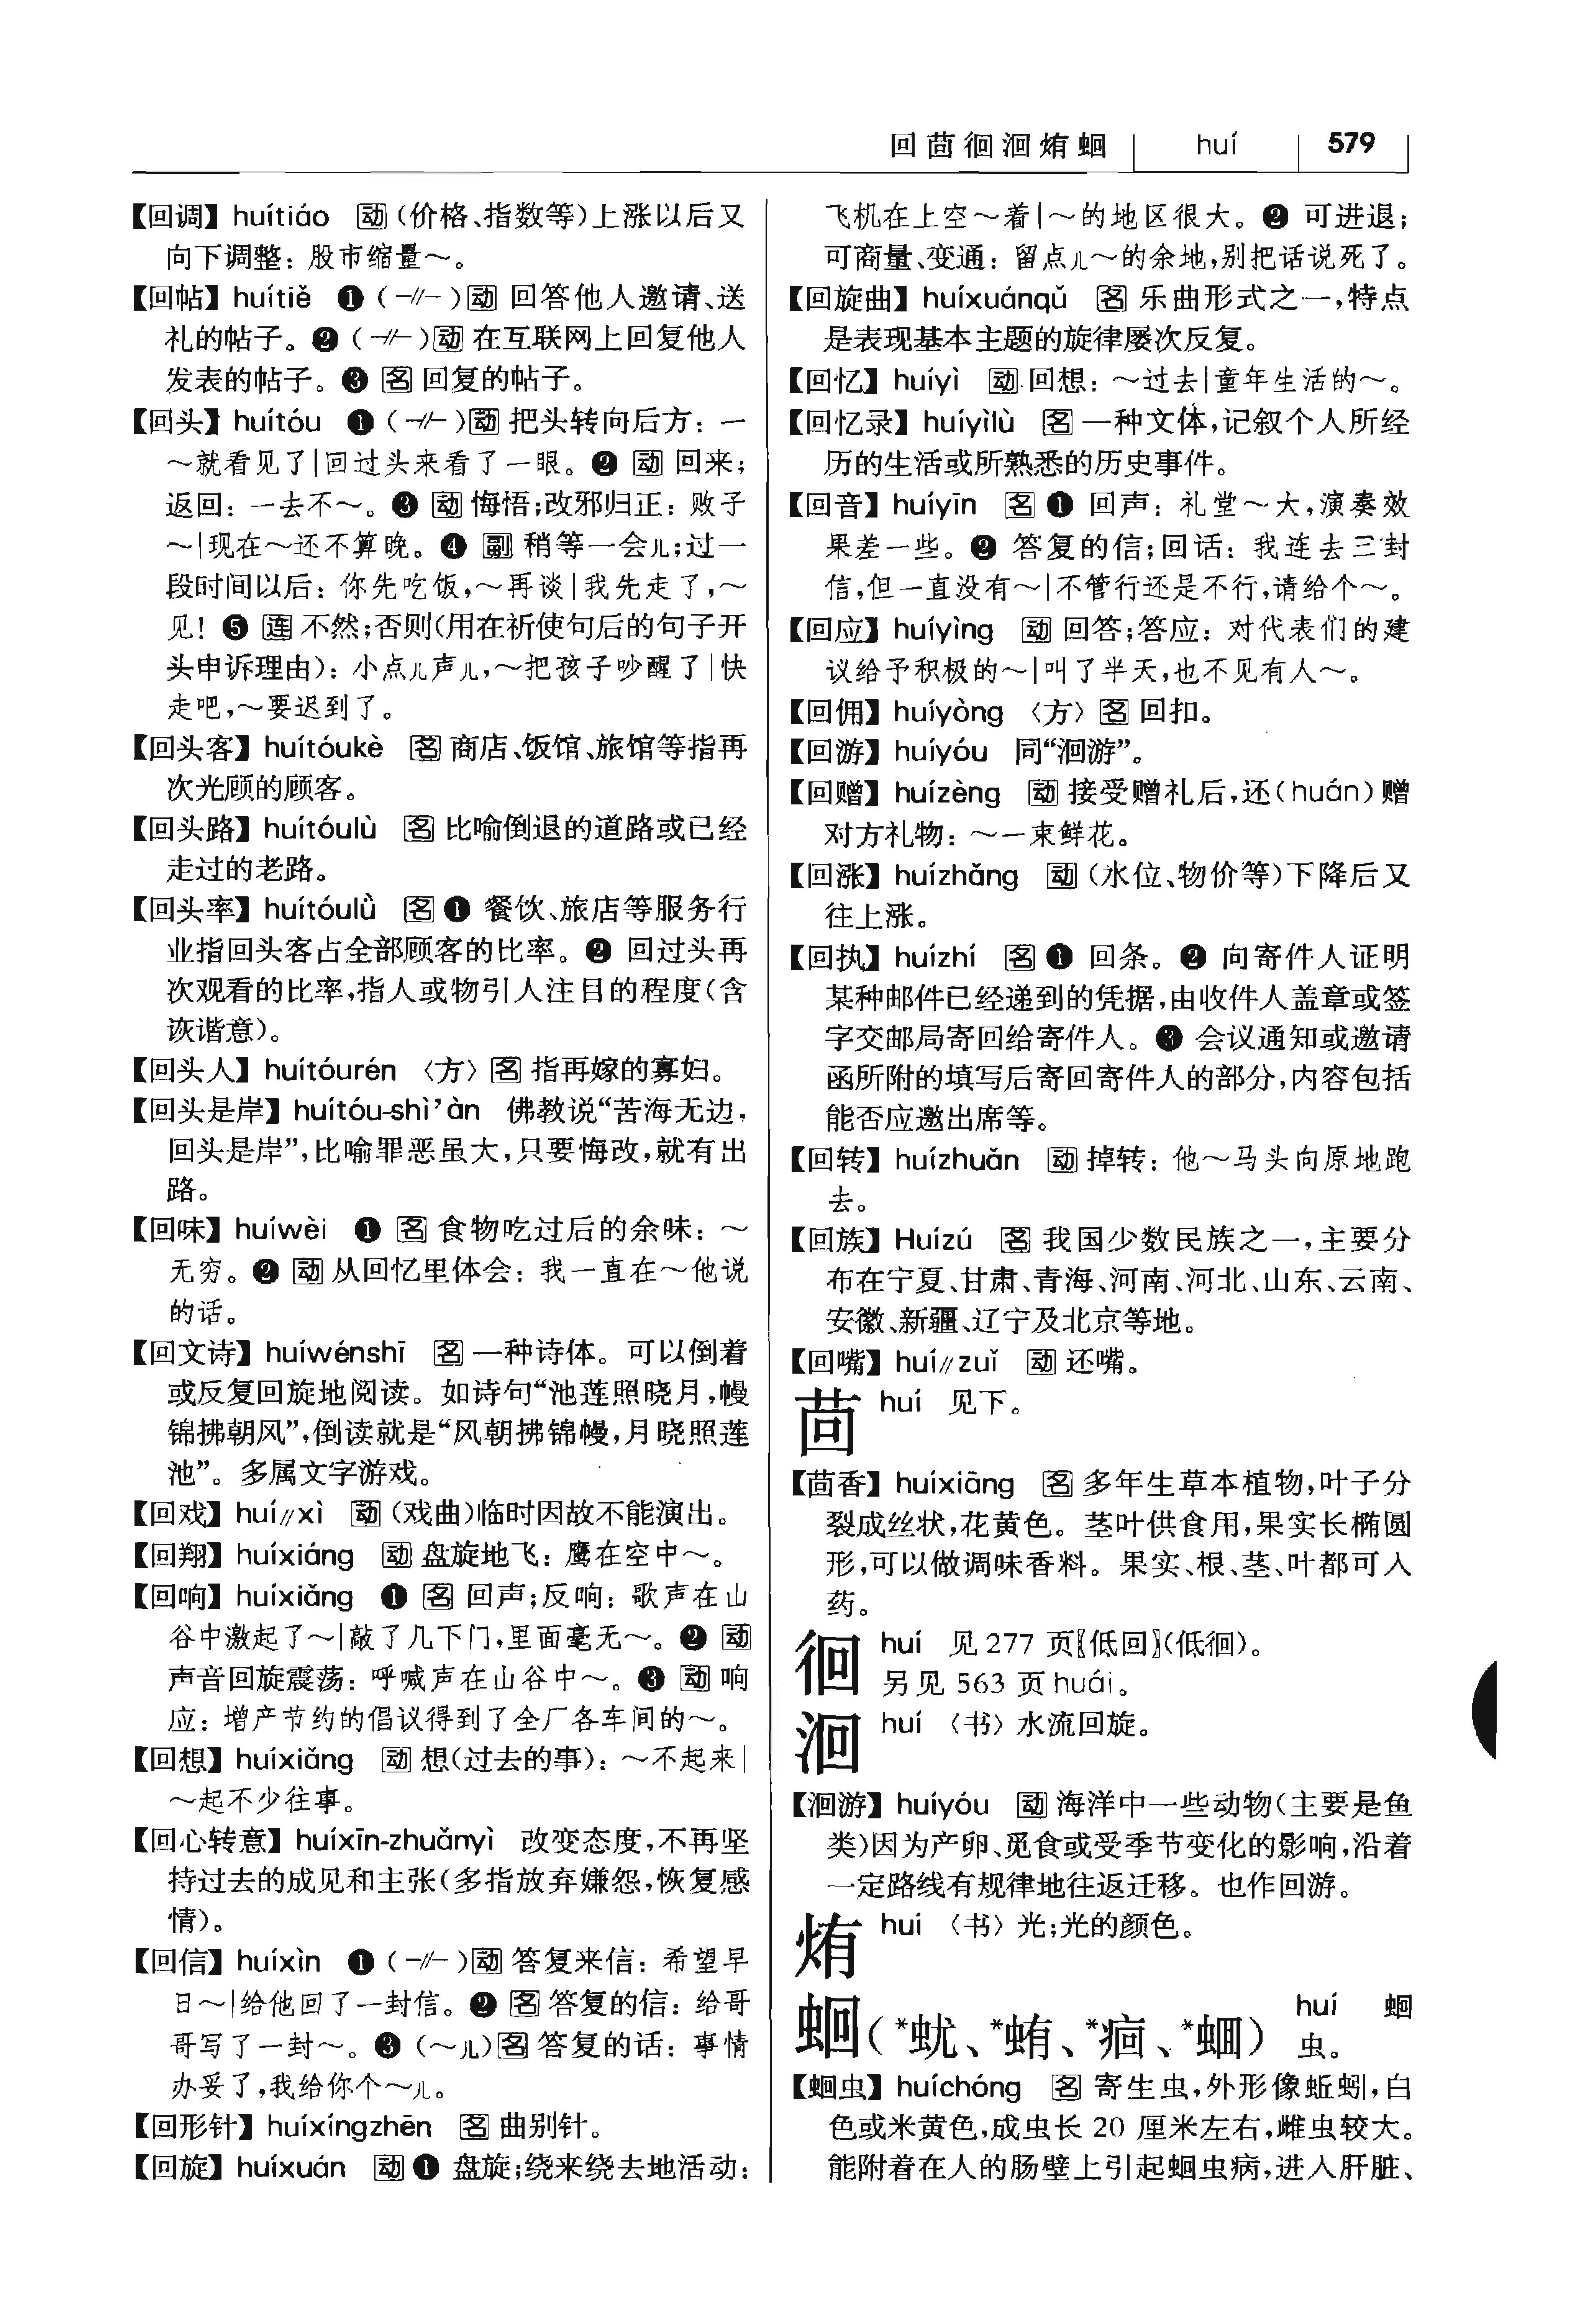 回茴徊洄烠蛔 huí 579
【回调】huítiáo 动（价格、指数等）上涨以后又
向下调整：股市缩量～。
【回帖】huítiě ❶（-//-）动 回答他人邀请、送
礼的帖子。❷（-//-）动 在互联网上回复他人
发表的帖子。❸ 名 回复的帖子。
【回头】huítóu ❶（-//-）动 把头转向后方：一
～就看见了|回过头来看了一眼。❷ 动 回来；
返回：一去不～。❸ 动 悔悟；改邪归正：败子
～|现在～还不算晚。❹ 副 稍等一会儿；过一
段时间以后：你先吃饭，～再谈|我先走了，～
见！❺ 连 不然；否则（用在祈使句后的句子开
头申诉理由）：小点儿声儿，～把孩子吵醒了|快
走吧，～要迟到了。
【回头客】huítóukè 名 商店、饭馆、旅馆等指再
次光顾的顾客。
【回头路】huítóulù 名 比喻倒退的道路或已经
走过的老路。
【回头率】huítóulǜ 名 ❶ 餐饮、旅店等服务行
业指回头客占全部顾客的比率。❷ 回过头再
次观看的比率，指人或物引人注目的程度（含
诙谐意）。
【回头人】huítóurén 〈方〉名 指再嫁的寡妇。
【回头是岸】huítóu-shì’àn 佛教说“苦海无边，
回头是岸”，比喻罪恶虽大，只要悔改，就有出
路。
【回味】huíwèi ❶ 名 食物吃过后的余味：～
无穷。❷ 动 从回忆里体会：我一直在～他说
的话。
【回文诗】huíwénshī 名 一种诗体。可以倒着
或反复回旋地阅读。如诗句“池莲照晓月，幔
锦拂朝风”，倒读就是“风朝拂锦幔，月晓照莲
池”。多属文字游戏。
【回戏】huí//xì 动（戏曲）临时因故不能演出。
【回翔】huíxiáng 动 盘旋地飞：鹰在空中～。
【回响】huíxiǎng ❶ 名 回声；反响：歌声在山
谷中激起了～|敲了几下门，里面毫无～。❷ 动
声音回旋震荡：呼喊声在山谷中～。❸ 动 响
应：增产节约的倡议得到了全厂各车间的～。
【回想】huíxiǎng 动 想（过去的事）：～不起来|
～起不少往事。
【回心转意】huíxīn-zhuǎnyì 改变态度，不再坚
持过去的成见和主张（多指放弃嫌怨，恢复感
情）。
【回信】huíxìn ❶（-//-）动 答复来信：希望早
日～|给他回了一封信。❷ 名 答复的信：给哥
哥写了一封～。❸（～儿）名 答复的话：事情
办妥了，我给你个～儿。
【回形针】huíxíngzhēn 名 曲别针。
【回旋】huíxuán 动 ❶ 盘旋；绕来绕去地活动：
飞机在上空～着|～的地区很大。❷ 可进退；
可商量、变通：留点儿～的余地，别把话说死了。
【回旋曲】huíxuánqǔ 名 乐曲形式之一，特点
是表现基本主题的旋律屡次反复。
【回忆】huíyì 动 回想：～过去|童年生活的～。
【回忆录】huíyìlù 名 一种文体，记叙个人所经
历的生活或所熟悉的历史事件。
【回音】huíyīn 名 ❶ 回声：礼堂～大，演奏效
果差一些。❷ 答复的信；回话：我连去三封
信，但一直没有～|不管行还是不行，请给个～。
【回应】huíyìng 动 回答；答应：对代表们的建
议给予积极的～|叫了半天，也不见有人～。
【回佣】huíyòng 〈方〉名 回扣。
【回游】huíyóu 同“洄游”。
【回赠】huízèng 动 接受赠礼后，还（huán）赠
对方礼物：～一束鲜花。
【回涨】huízhǎng 动（水位、物价等）下降后又
往上涨。
【回执】huízhí 名 ❶ 回条。❷ 向寄件人证明
某种邮件已经递到的凭据，由收件人盖章或签
字交邮局寄回给寄件人。❸ 会议通知或邀请
函所附的填写后寄回寄件人的部分，内容包括
能否应邀出席等。
【回转】huízhuǎn 动 掉转：他～马头向原地跑
去。
【回族】Huízú 名 我国少数民族之一，主要分
布在宁夏、甘肃、青海、河南、河北、山东、云南、
安徽、新疆、辽宁及北京等地。
【回嘴】huí//zuǐ 动 还嘴。
茴 huí 见下。
【茴香】huíxiāng 名 多年生草本植物，叶子分
裂成丝状，花黄色。茎叶供食用，果实长椭圆
形，可以做调味香料。果实、根、茎、叶都可入
药。
徊 huí 见 277 页〖低回〗（低徊）。
另见 563 页 huái。
洄 huí 〈书〉水流回旋。
【洄游】huíyóu 动 海洋中一些动物（主要是鱼
类）因为产卵、觅食或受季节变化的影响，沿着
一定路线有规律地往返迁移。也作回游。
烠 huí 〈书〉光；光的颜色。
蛔（*蚘、*蛕、*痐、*蜖） huí 蛔
虫。
【蛔虫】huíchóng 名 寄生虫，外形像蚯蚓，白
色或米黄色，成虫长 20 厘米左右，雌虫较大。
能附着在人的肠壁上引起蛔虫病，进入肝脏、